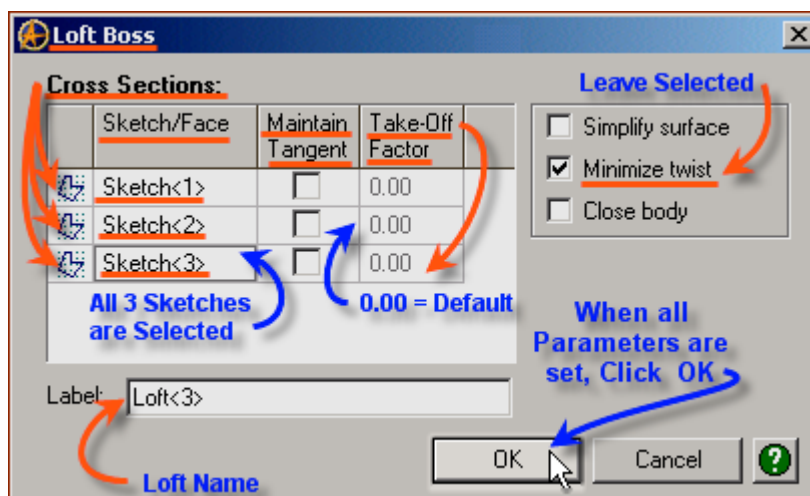 Loft Boss
Cross Sections:
Leave Selected
Sketch/Face
Maintain Tangent
Take-Off Factor
Simplify surface
Sketch<1>
0.00
Minimize twist
Sketch<2>
0.00
Close body
Sketch<3>
0.00
All 3 Sketches
are Selected
0.00 = Default
When all
Parameters are
set, Click OK
Label:
Loft<3>
Loft Name
OK
Cancel
?